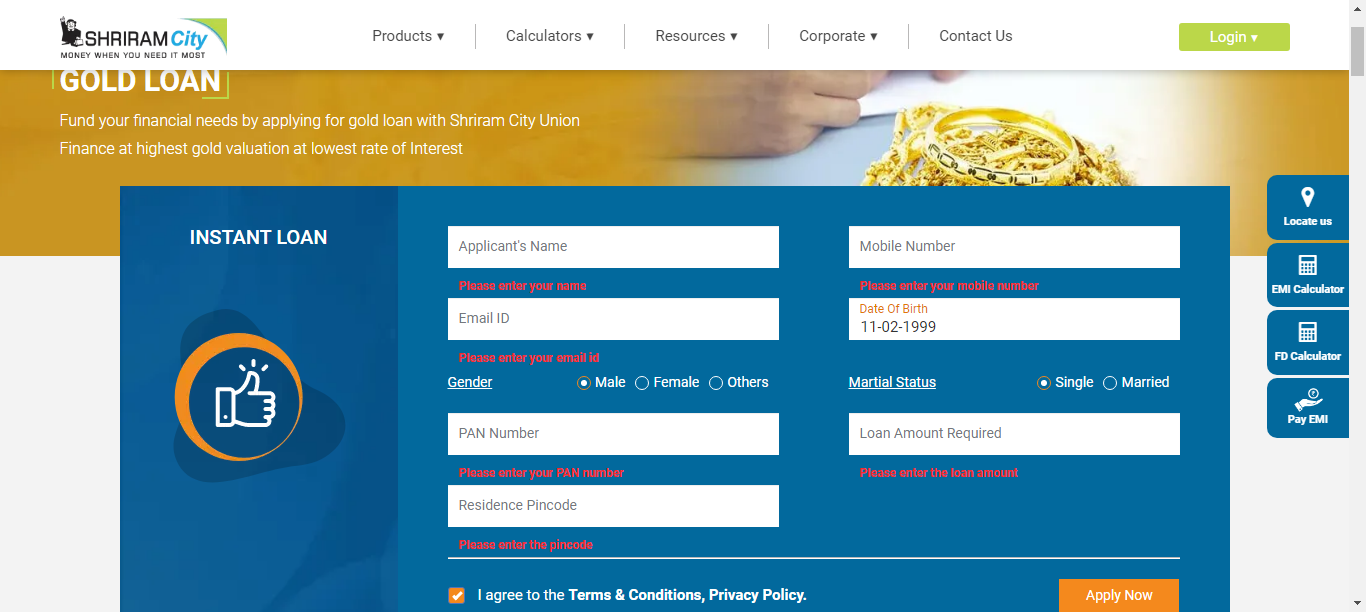 SHRIRAM City
MONEY WHEN YOU NEED IT MOST
Products ▾
Calculators ▾
Resources ▾
Corporate ▾
Contact Us
Login ▾
GOLD LOAN
Fund your financial needs by applying for gold loan with Shriram City Union
Finance at highest gold valuation at lowest rate of Interest
Locate us
EMI Calculator
FD Calculator
Pay EMI
INSTANT LOAN
Applicant's Name
Please enter your name
Mobile Number
Please enter your mobile number
Email ID
Please enter your email id
Date Of Birth
11-02-1999
Gender
Male Female Others
Martial Status
Single Married
PAN Number
Please enter your PAN number
Loan Amount Required
Please enter the loan amount
Residence Pincode
Please enter the pincode
I agree to the Terms & Conditions, Privacy Policy.
Apply Now